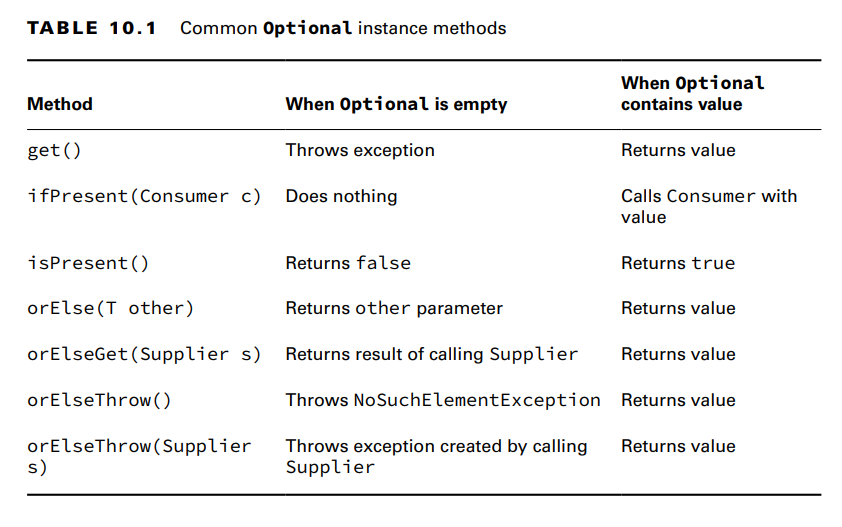 TABLE 10.1 Common Optional instance methods
Method When Optional is empty When Optional contains value
get() Throws exception Returns value
ifPresent(Consumer c) Does nothing Calls Consumer with value
isPresent() Returns false Returns true
orElse(T other) Returns other parameter Returns value
orElseGet(Supplier s) Returns result of calling Supplier Returns value
orElseThrow() Throws NoSuchElementException Returns value
orElseThrow(Supplier s) Throws exception created by calling Supplier Returns value